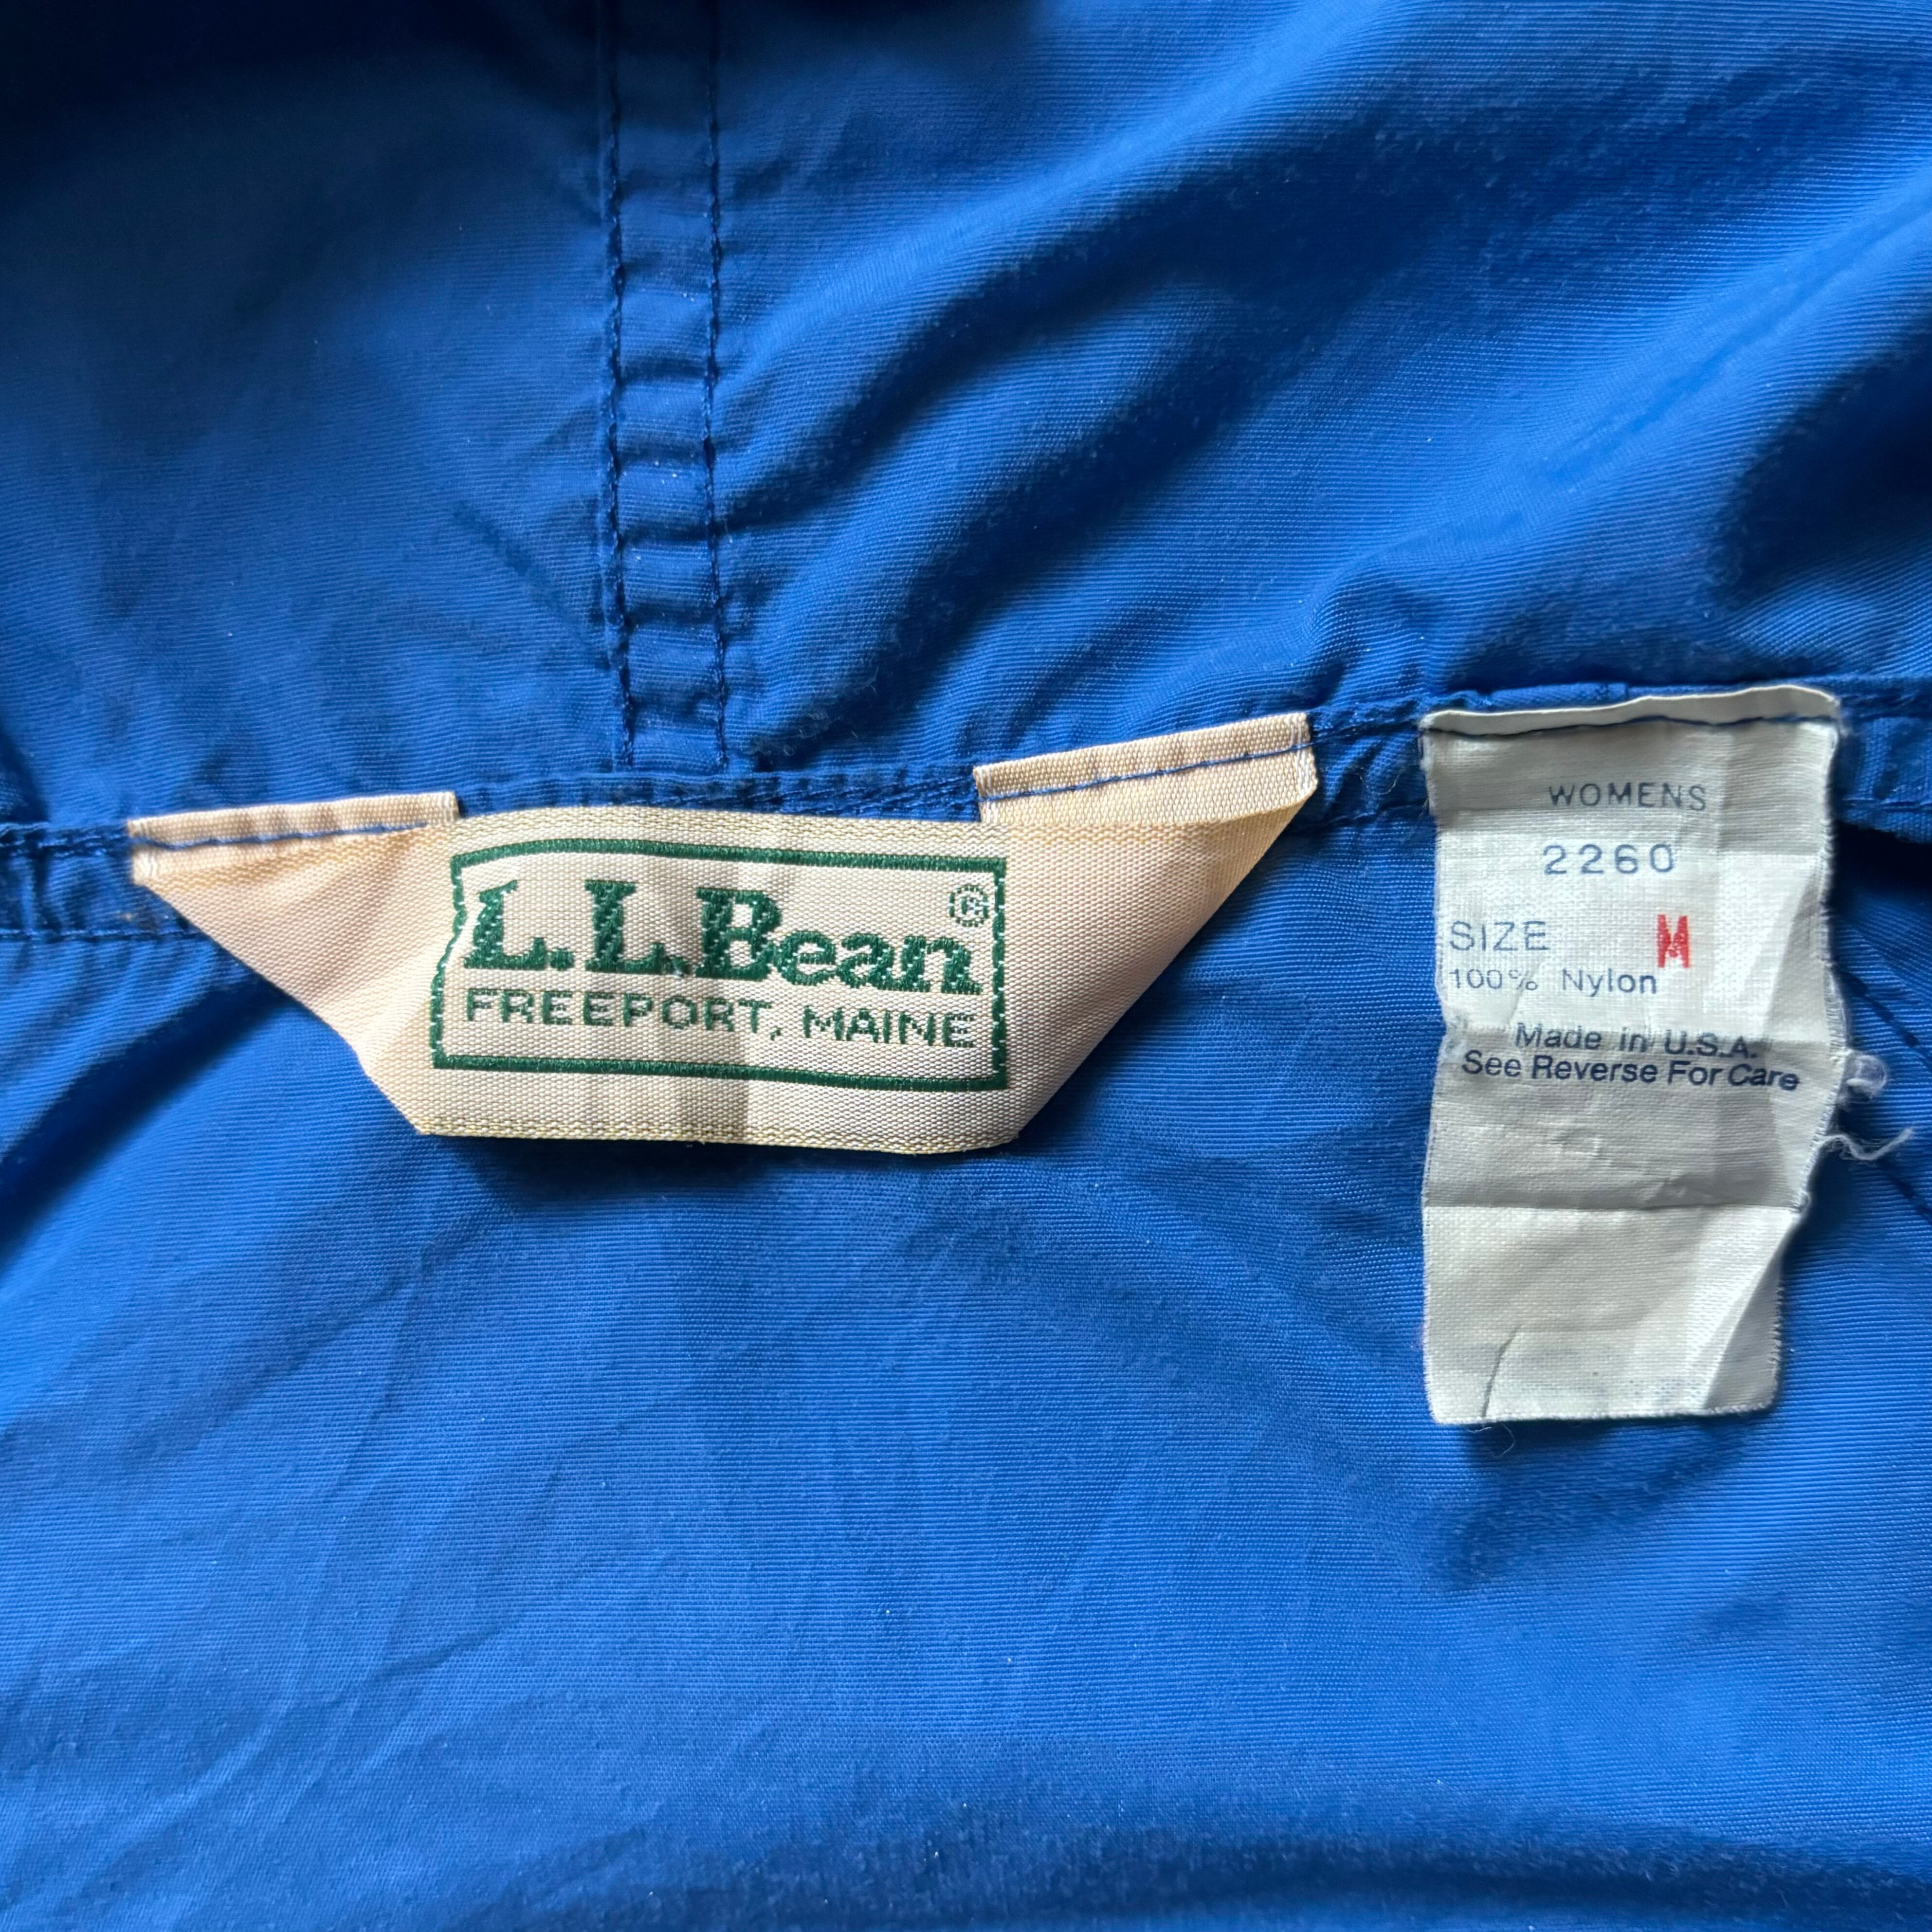 L.L.Bean®
FREEPORT, MAINE
WOMENS
2260
SIZE M
100% Nylon
Made in U.S.A.
See Reverse For Care